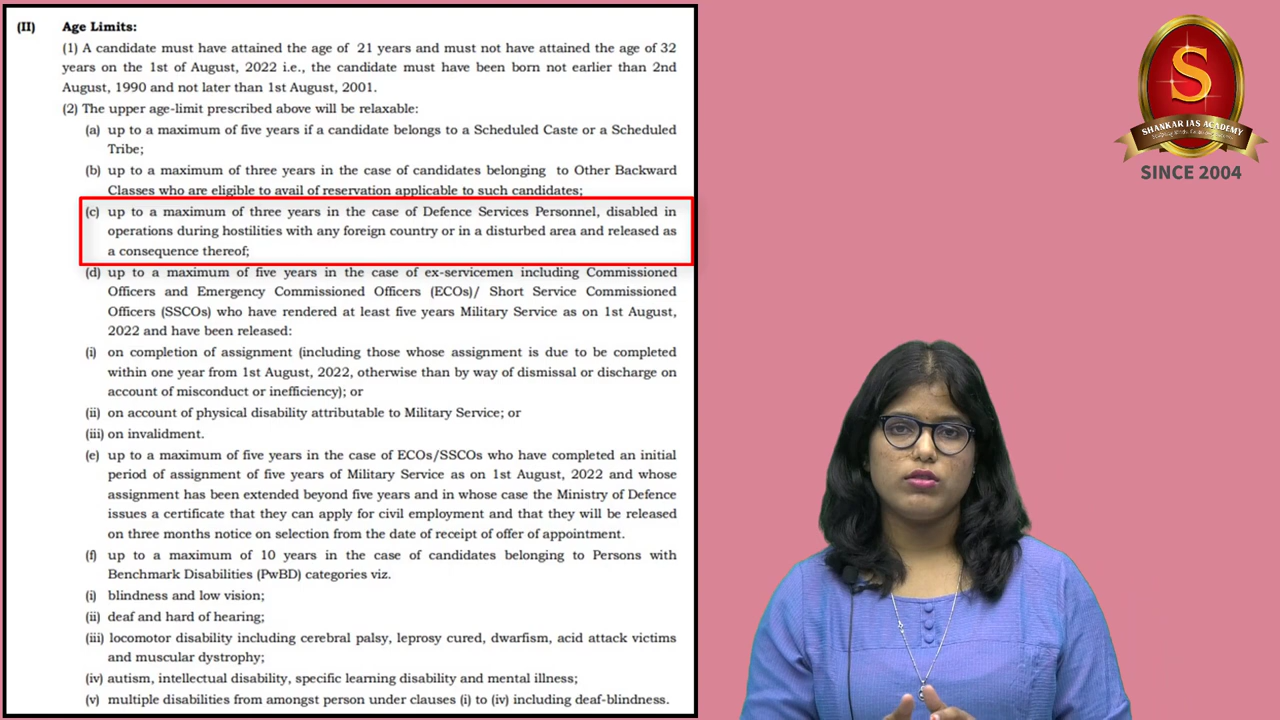 (II) Age Limits:
(1) A candidate must have attained the age of 21 years and must not have attained the age of 32
years on the 1st of August, 2022 i.e., the candidate must have been born not earlier than 2nd
August, 1990 and not later than 1st August, 2001.
(2) The upper age-limit prescribed above will be relaxable:
(a) up to a maximum of five years if a candidate belongs to a Scheduled Caste or a Scheduled
Tribe;
(b) up to a maximum of three years in the case of candidates belonging to Other Backward
Classes who are eligible to avail of reservation applicable to such candidates;
(c) up to a maximum of three years in the case of Defence Services Personnel, disabled in
operations during hostilities with any foreign country or in a disturbed area and released as
a consequence thereof;
(d) up to a maximum of five years in the case of ex-servicemen including Commissioned
Officers and Emergency Commissioned Officers (ECOs)/ Short Service Commissioned
Officers (SSCOs) who have rendered at least five years Military Service as on 1st August,
2022 and have been released:
(i) on completion of assignment (including those whose assignment is due to be completed
within one year from 1st August, 2022, otherwise than by way of dismissal or discharge on
account of misconduct or inefficiency); or
(ii) on account of physical disability attributable to Military Service; or
(iii) on invalidment.
(e) up to a maximum of five years in the case of ECOs/SSCOs who have completed an initial
period of assignment of five years of Military Service as on 1st August, 2022 and whose
assignment has been extended beyond five years and in whose case the Ministry of Defence
issues a certificate that they can apply for civil employment and that they will be released
on three months notice on selection from the date of receipt of offer of appointment.
(f) up to a maximum of 10 years in the case of candidates belonging to Persons with
Benchmark Disabilities (PwBD) categories viz.
(i) blindness and low vision;
(ii) deaf and hard of hearing;
(iii) locomotor disability including cerebral palsy, leprosy cured, dwarfism, acid attack victims
and muscular dystrophy;
(iv) autism, intellectual disability, specific learning disability and mental illness;
(v) multiple disabilities from amongst person under clauses (i) to (iv) including deaf-blindness.
S
SHANKAR IAS ACADEMY
SINCE 2004